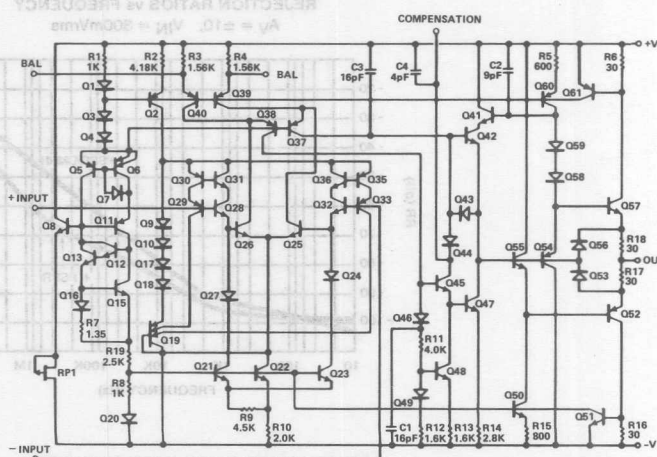 COMPENSATION
+V
R1
1K
R2
4.18K
R3
1.56K
R4
1.56K
C3
16pF
C4
4pF
C2
9pF
R5
600
R6
30
BAL
BAL
Q1
Q2
Q39
Q40
Q60
Q61
Q3
Q4
Q38
Q37
Q41
Q42
Q59
Q58
Q5
Q6
Q7
Q30
Q31
Q36
Q35
+ INPUT
Q29
Q28
Q32
Q33
Q43
Q57
Q8
Q11
Q9
Q26
Q25
Q44
R18
30
Q13
Q12
Q10
Q17
Q18
Q27
Q24
Q45
Q55
Q54
Q56
Q53
OU
R17
30
Q16
Q15
Q46
Q47
Q52
R7
1.35
Q19
R11
4.0K
R19
2.5K
RP1
R8
1K
Q21
Q22
Q23
Q48
Q49
Q50
Q51
Q20
R9
4.5K
R10
2.0K
C1
16pF
R12
1.6K
R13
1.6K
R14
2.8K
R15
800
R16
30
-V
− INPUT